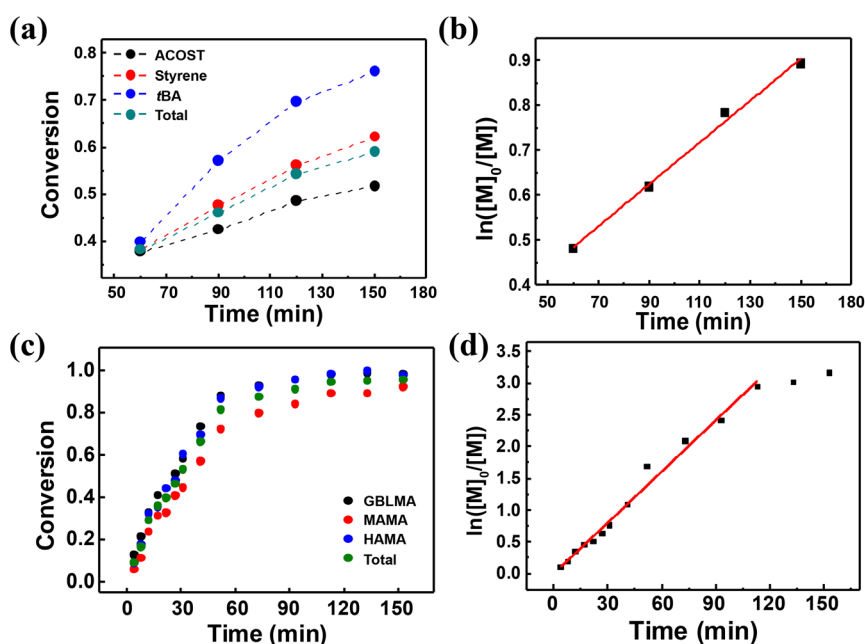 (a)
0.8
0.7
0.6
0.5
0.4
Conversion
ACOST
Styrene
tBA
Total
50 70 90 110 130 150 180
Time (min)
(b)
0.9
0.8
0.7
0.6
0.5
0.4
ln([M]0/[M])
50 70 90 110 130 150 180
Time (min)
(c)
1.0
0.8
0.6
0.4
0.2
0.0
Conversion
GBLMA
MAMA
HAMA
Total
0 30 60 90 120 150
Time (min)
(d)
3.5
3.0
2.5
2.0
1.5
1.0
0.5
0.0
ln([M]0/[M])
0 30 60 90 120 150
Time (min)